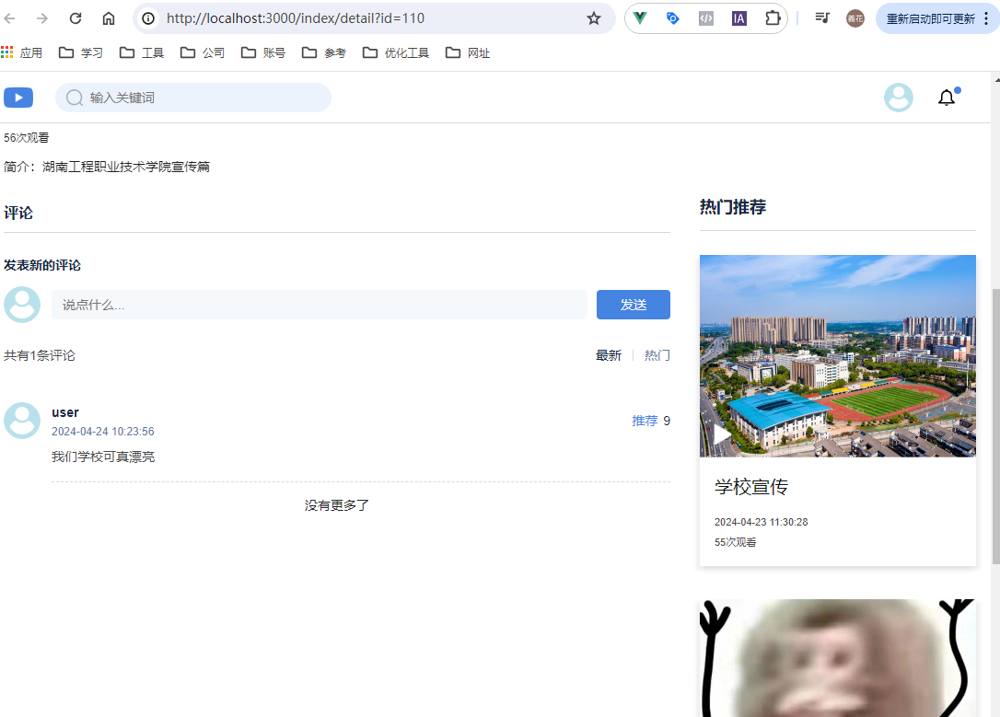 http://localhost:3000/index/detail?id=110
IA
義花
重新启动即可更新
应用 学习 工具 公司 账号 参考 优化工具 网址
输入关键词
56次观看
简介：湖南工程职业技术学院宣传篇
评论
发表新的评论
说点什么...
发送
共有1条评论
最新 热门
user
2024-04-24 10:23:56
推荐 9
我们学校可真漂亮
没有更多了
热门推荐
学校宣传
2024-04-23 11:30:28
55次观看